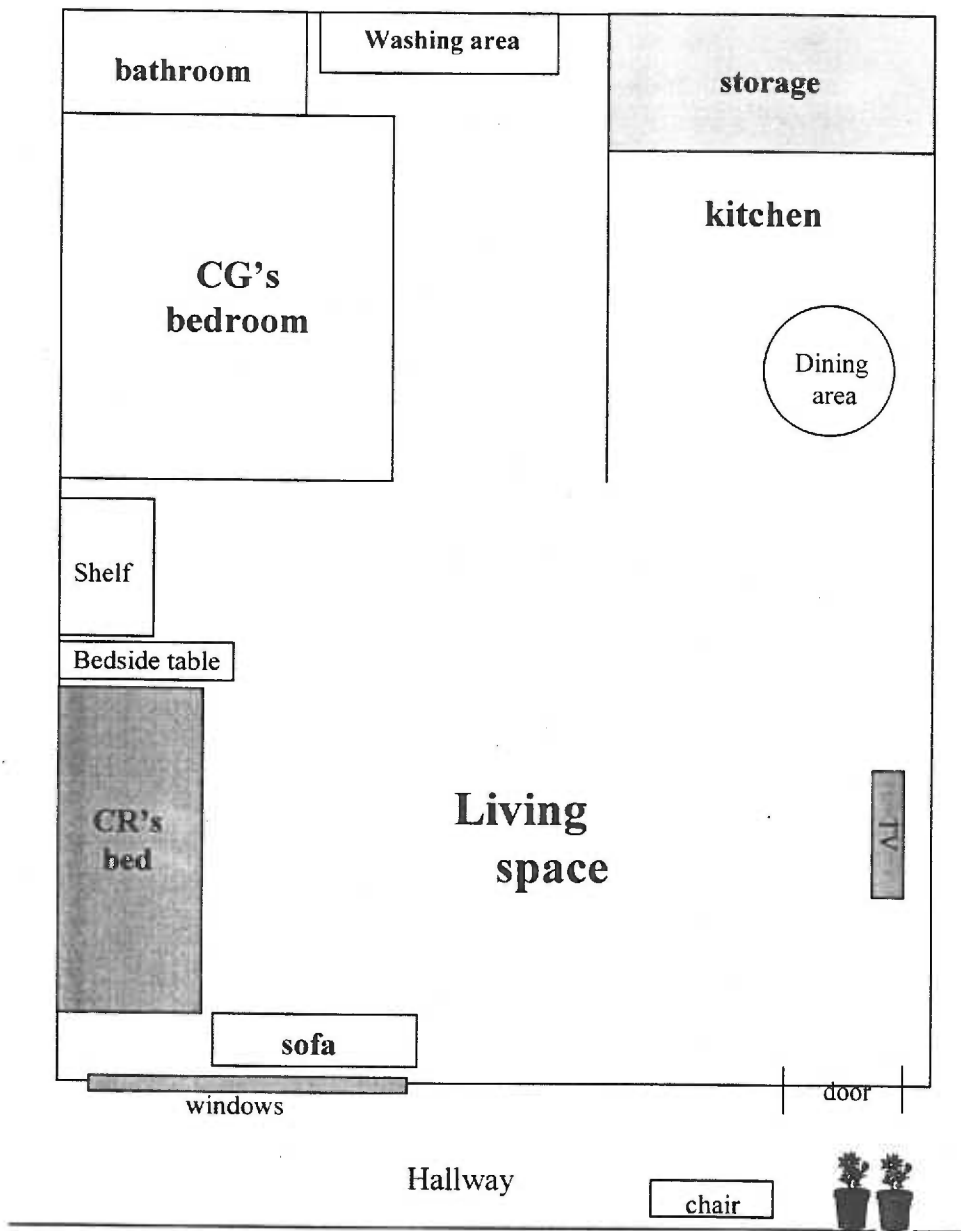 Washing area
bathroom
storage
kitchen
CG's
bedroom
Dining
area
Shelf
Bedside table
CR's
bed
Living
space
TV
sofa
windows
door
Hallway
chair